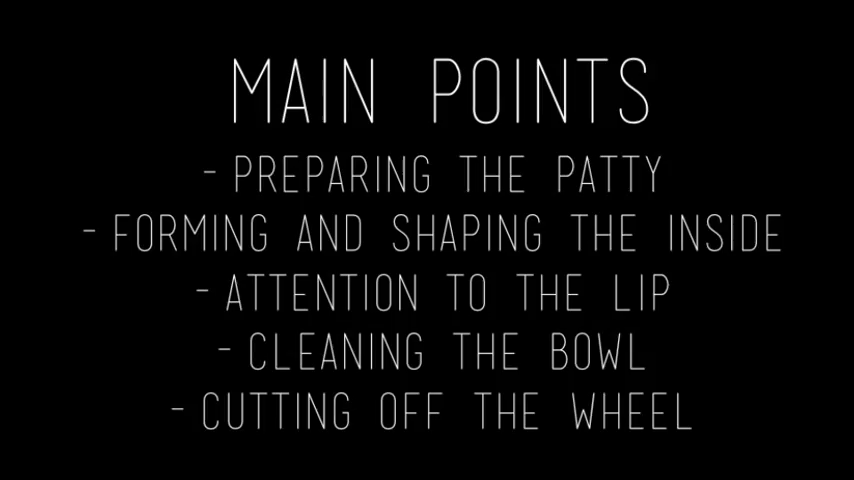 MAIN POINTS
- PREPARING THE PATTY
- FORMING AND SHAPING THE INSIDE
- ATTENTION TO THE LIP
- CLEANING THE BOWL
- CUTTING OFF THE WHEEL